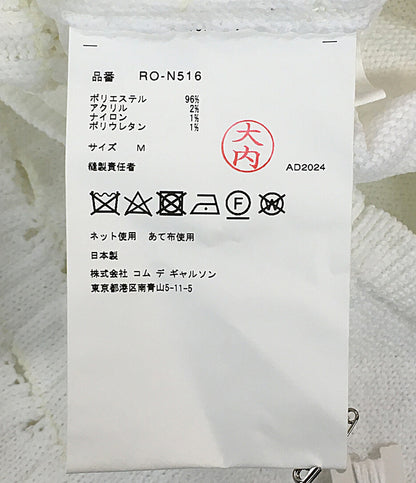 品番 RO-N516
ポリエステル 96%
アクリル 2%
ナイロン 1%
ポリウレタン 1%
サイズ M
縫製責任者
大内
AD2024
F
W
ネット使用 あて布使用
日本製
株式会社 コム デ ギャルソン
東京都港区南青山5-11-5